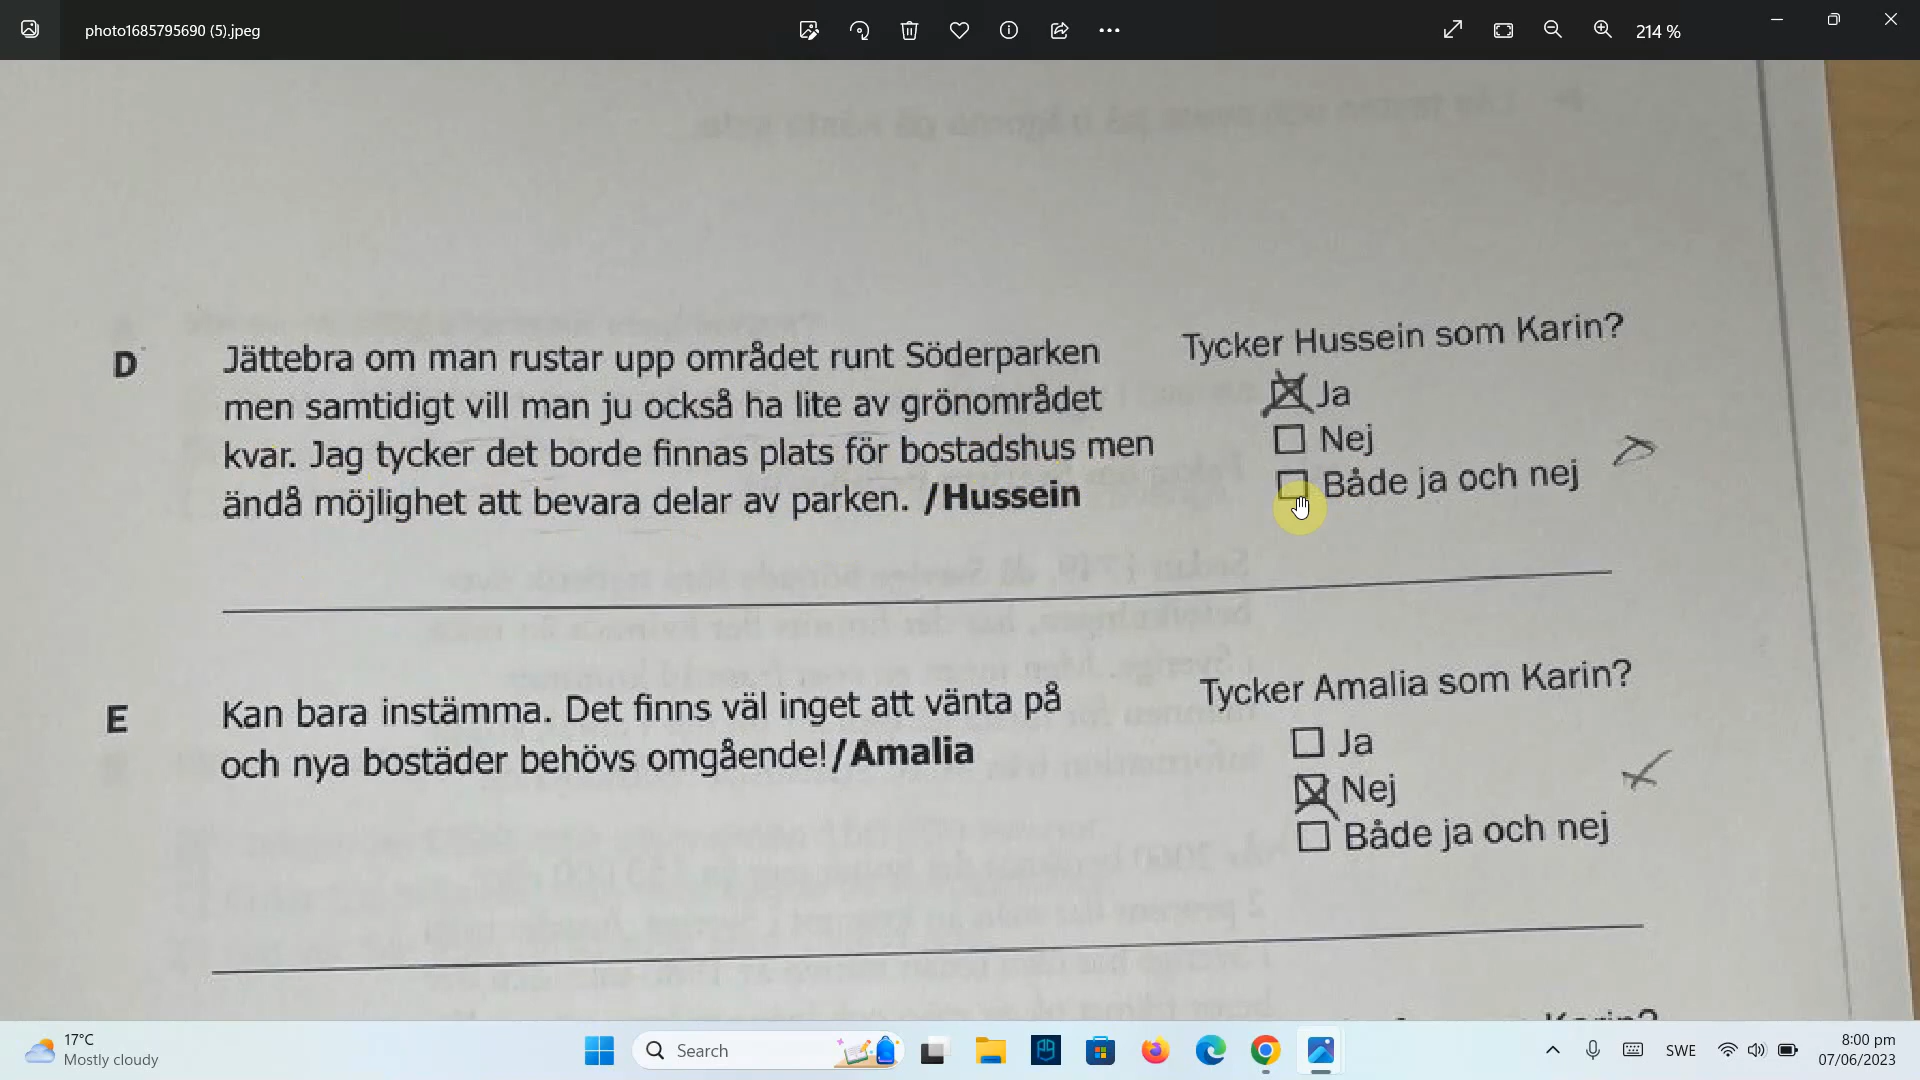 photo1685795690 (5).jpeg
214 %
D
Jättebra om man rustar upp området runt Söderparken
men samtidigt vill man ju också ha lite av grönområdet
kvar. Jag tycker det borde finnas plats för bostadshus men
ändå möjlighet att bevara delar av parken. /Hussein
Tycker Hussein som Karin?
Ja
Nej
Både ja och nej
E
Kan bara instämma. Det finns väl inget att vänta på
och nya bostäder behövs omgående!/Amalia
Tycker Amalia som Karin?
Ja
Nej
Både ja och nej
Karin?
17°C
Mostly cloudy
Search
SWE
8:00 pm
07/06/2023